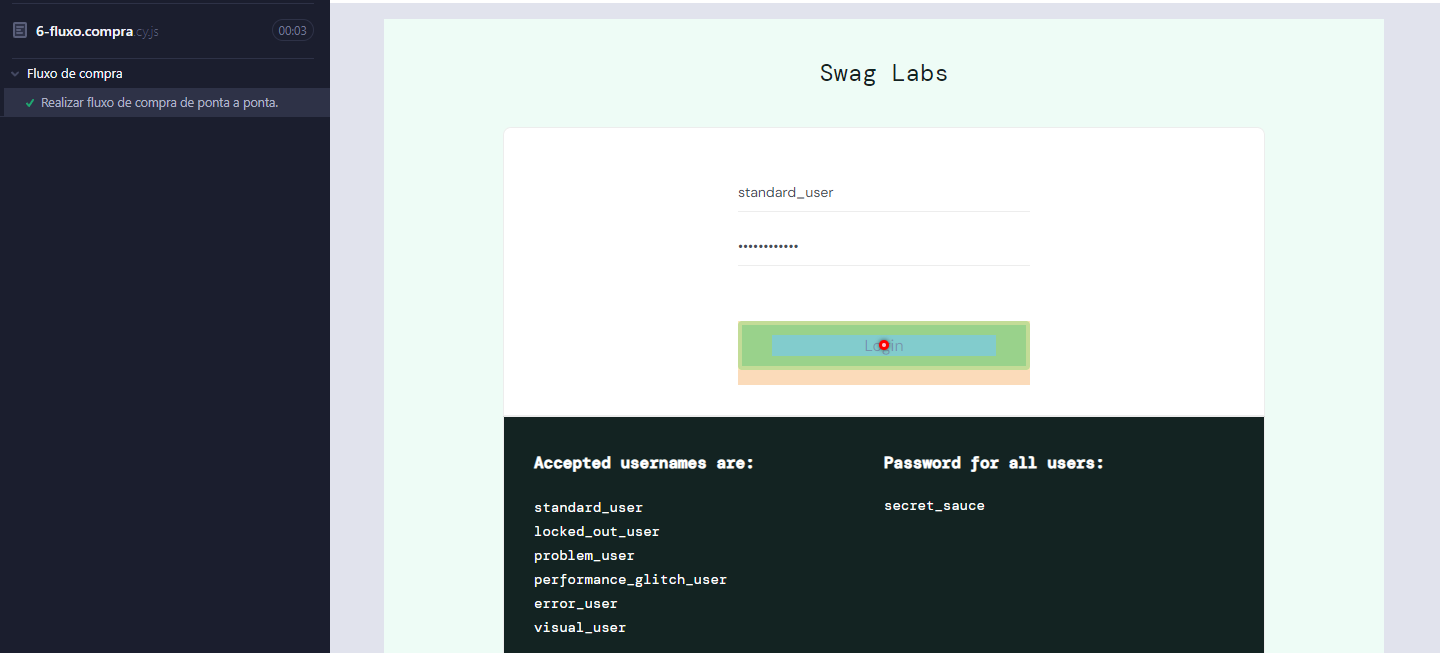 6-fluxo.compra.cy.js 00:03
Fluxo de compra
Realizar fluxo de compra de ponta a ponta.
Swag Labs
standard_user
••••••••••••
Login
Accepted usernames are:
standard_user
locked_out_user
problem_user
performance_glitch_user
error_user
visual_user
Password for all users:
secret_sauce